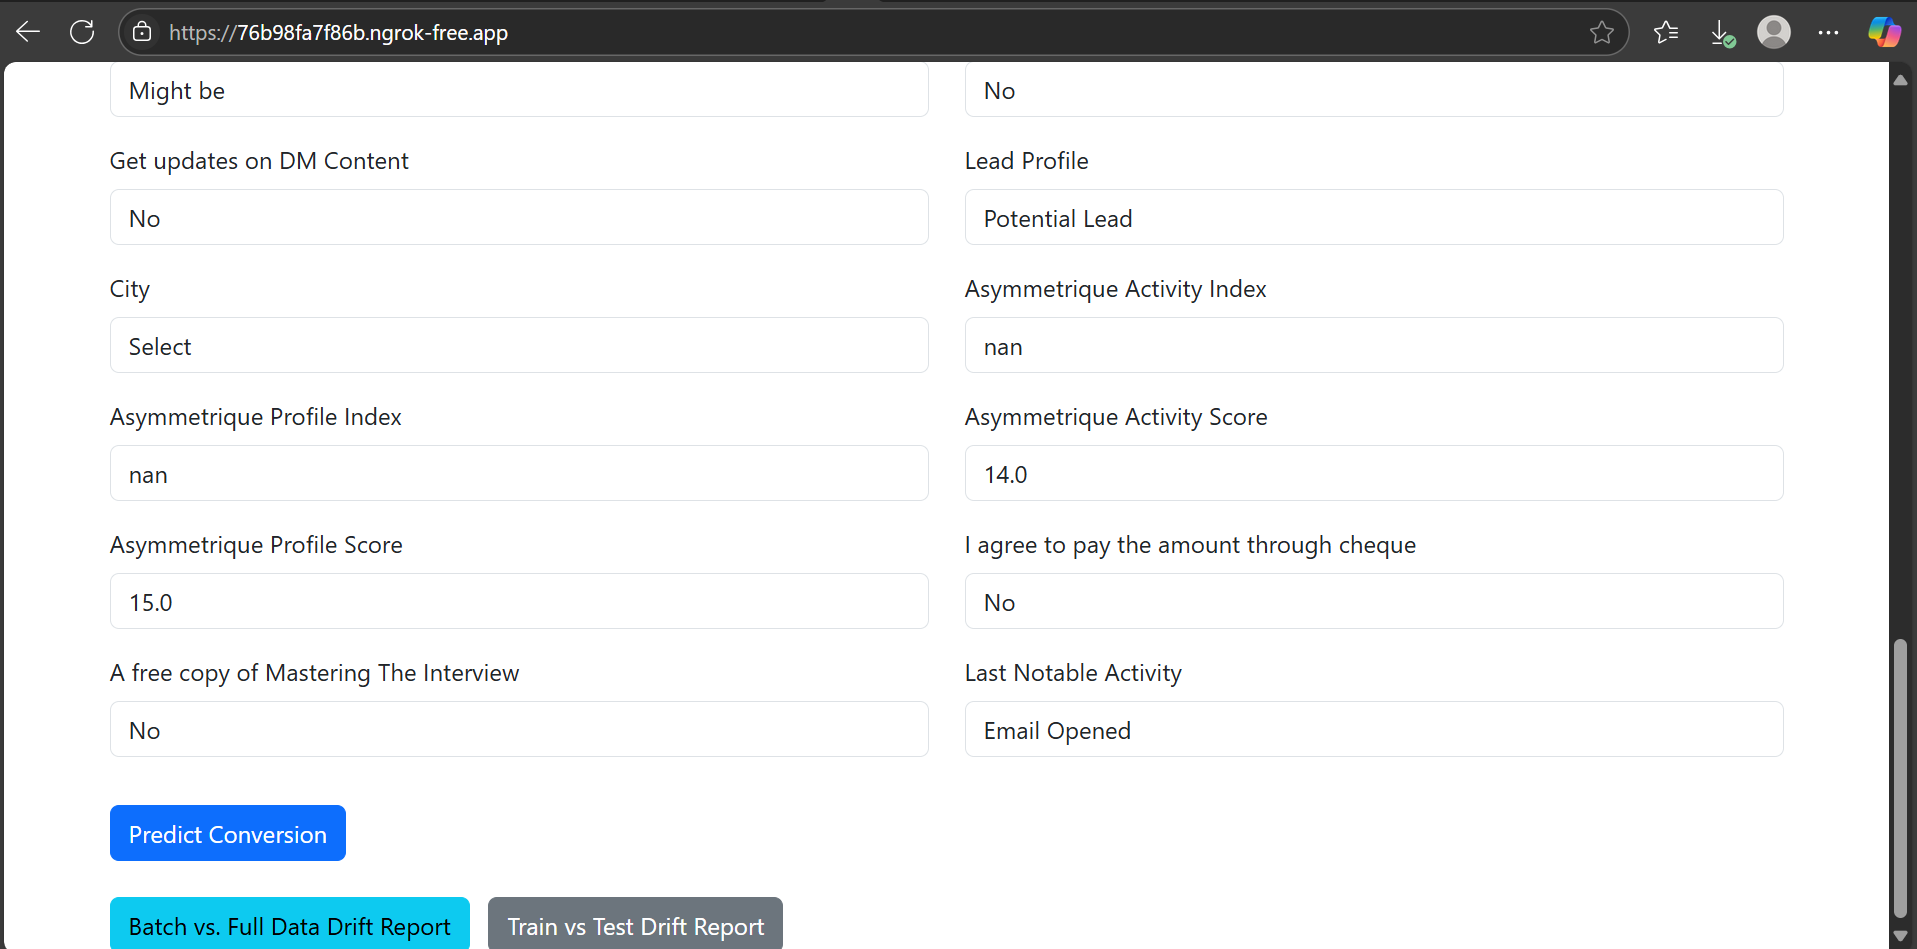 https://76b98fa7f86b.ngrok-free.app
Might be
No
Get updates on DM Content
Lead Profile
No
Potential Lead
City
Asymmetrique Activity Index
Select
nan
Asymmetrique Profile Index
Asymmetrique Activity Score
nan
14.0
Asymmetrique Profile Score
I agree to pay the amount through cheque
15.0
No
A free copy of Mastering The Interview
Last Notable Activity
No
Email Opened
Predict Conversion
Batch vs. Full Data Drift Report
Train vs Test Drift Report